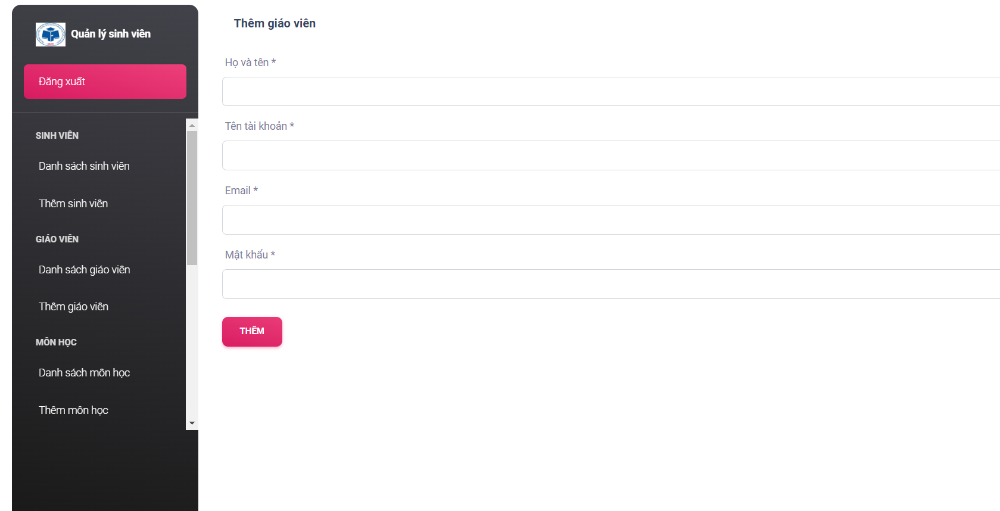 Quản lý sinh viên
Đăng xuất
SINH VIÊN
Danh sách sinh viên
Thêm sinh viên
GIÁO VIÊN
Danh sách giáo viên
Thêm giáo viên
MÔN HỌC
Danh sách môn học
Thêm môn học
Thêm giáo viên
Họ và tên *
Tên tài khoản *
Email *
Mật khẩu *
THÊM